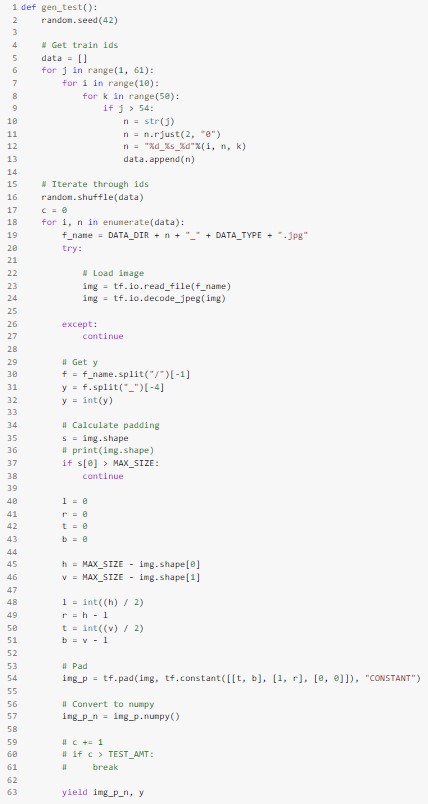 1 def gen_test():
2     random.seed(42)
3
4     # Get train ids
5     data = []
6     for j in range(1, 61):
7         for i in range(10):
8             for k in range(50):
9                 if j > 54:
10                     n = str(j)
11                     n = n.rjust(2, "0")
12                     n = "%d_%s_%d"%(i, n, k)
13                     data.append(n)
14
15     # Iterate through ids
16     random.shuffle(data)
17     c = 0
18     for i, n in enumerate(data):
19         f_name = DATA_DIR + n + "_" + DATA_TYPE + ".jpg"
20         try:
21
22             # Load image
23             img = tf.io.read_file(f_name)
24             img = tf.io.decode_jpeg(img)
25
26         except:
27             continue
28
29         # Get y
30         f = f_name.split("/")[-1]
31         y = f.split("_")[-4]
32         y = int(y)
33
34         # Calculate padding
35         s = img.shape
36         # print(img.shape)
37         if s[0] > MAX_SIZE:
38             continue
39
40         l = 0
41         r = 0
42         t = 0
43         b = 0
44
45         h = MAX_SIZE - img.shape[0]
46         v = MAX_SIZE - img.shape[1]
47
48         l = int((h) / 2)
49         r = h - l
50         t = int((v) / 2)
51         b = v - l
52
53         # Pad
54         img_p = tf.pad(img, tf.constant([[t, b], [l, r], [0, 0]]), "CONSTANT")
55
56         # Convert to numpy
57         img_p_n = img_p.numpy()
58
59         # c += 1
60         # if c > TEST_AMT:
61         #     break
62
63         yield img_p_n, y